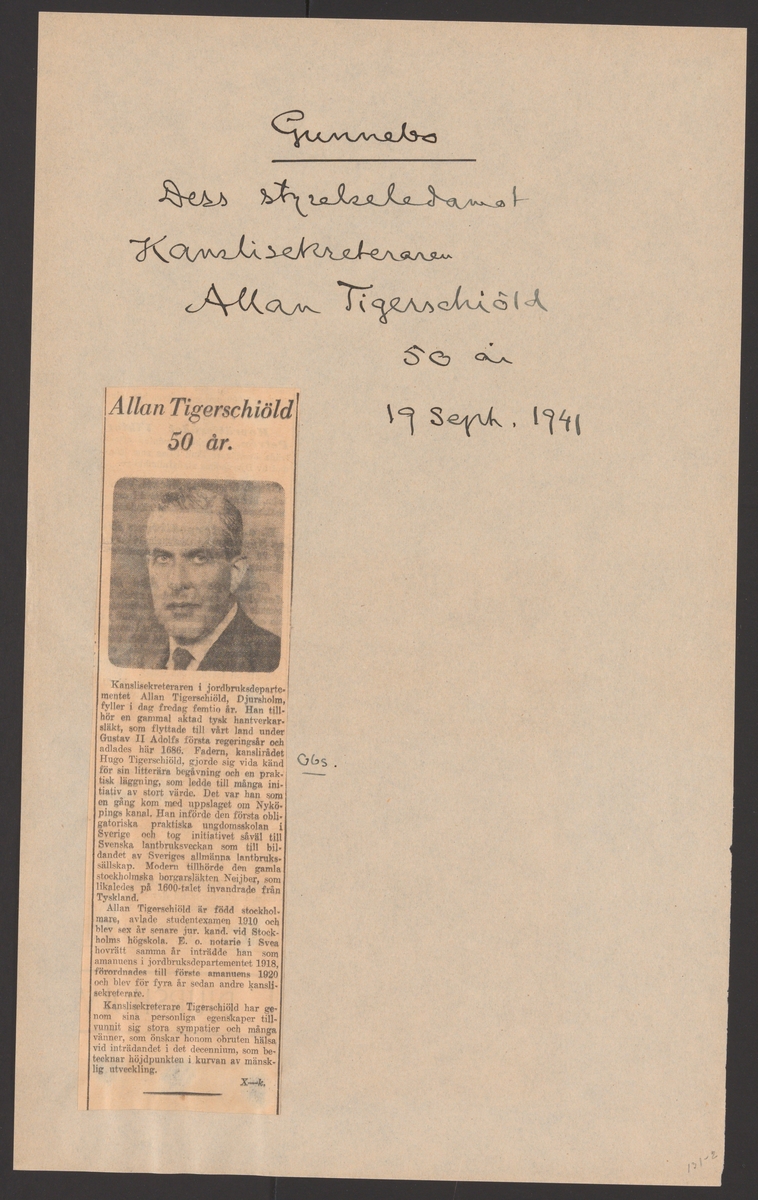 Gunnebo
Dess styrelseledamot
Kanslisekreteraren
Allan Tigerschiöld
50 år
19 Sept. 1941
Allan Tigerschiöld
50 år.
Kanslisekreteraren i jordbruksdeparte-
mentet Allan Tigerschiöld, Djursholm,
fyller i dag fredag femtio år. Han till-
hör en gammal aktad tysk hantverkar-
släkt, som flyttade till vårt land under
Gustav II Adolfs första regeringsår och
adlades här 1686. Fadern, kanslirådet
Hugo Tigerschiöld, gjorde sig vida känd
för sin litterära begåvning och en prak-
tisk läggning, som ledde till många ini-
tiativ av stort värde. Det var han som
en gång kom med uppslaget om Nykö-
pings kanal. Han införde den första obli-
gatoriska praktiska ungdomsskolan i
Sverige och tog initiativet såväl till
Svenska lantbruksveckan som till bil-
dandet av Sveriges allmänna lantbruks-
sällskap. Modern tillhörde den gamla
stockholmska borgarsläkten Neijber, som
likaledes på 1600-talet invandrade från
Tyskland.
Allan Tigerschiöld är född stockhol-
mare, avlade studentexamen 1910 och
blev sex år senare jur. kand. vid Stock-
holms högskola. E. o. notarie i Svea
hovrätt samma år inträdde han som
amanuens i jordbruksdepartementet 1918,
förordnades till förste amanuens 1920
och blev för fyra år sedan andre kansli-
sekreterare.
Kanslisekreterare Tigerschiöld har ge-
nom sina personliga egenskaper till-
vunnit sig stora sympatier och många
vänner, som önskar honom obruten hälsa
vid inträdandet i det decennium, som be-
tecknar höjdpunkten i kurvan av mänsk-
lig utveckling.
X—k.
Obs.